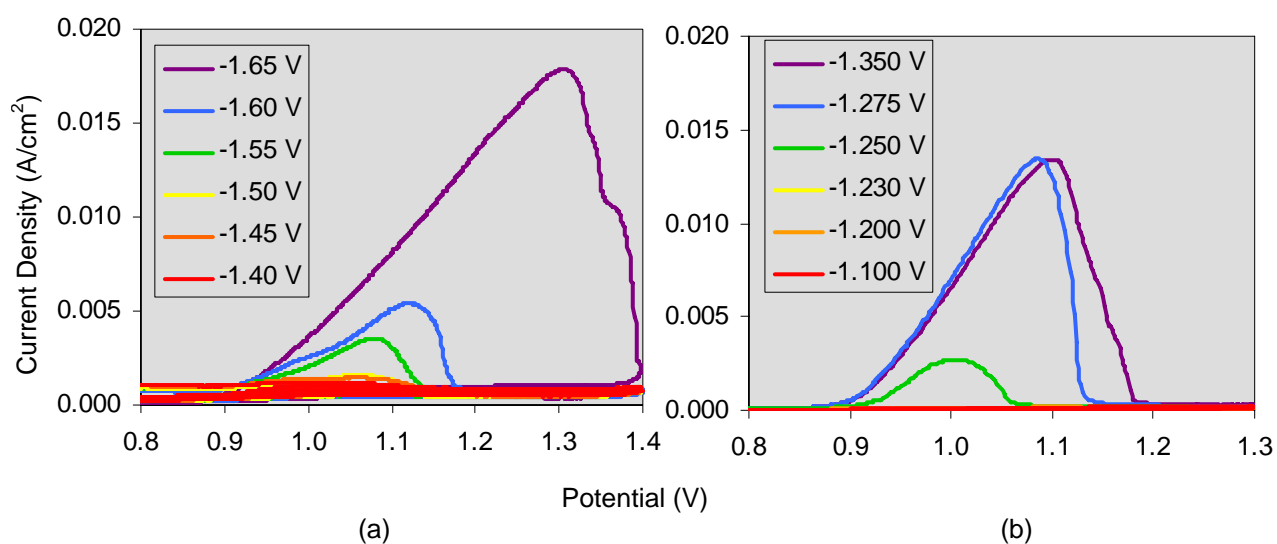 Current Density (A/cm²)
0.020
0.015
0.010
0.005
0.000
-1.65 V
-1.60 V
-1.55 V
-1.50 V
-1.45 V
-1.40 V
0.8 0.9 1.0 1.1 1.2 1.3 1.4
0.020
0.015
0.010
0.005
0.000
-1.350 V
-1.275 V
-1.250 V
-1.230 V
-1.200 V
-1.100 V
0.8 0.9 1.0 1.1 1.2 1.3
Potential (V)
(a) (b)